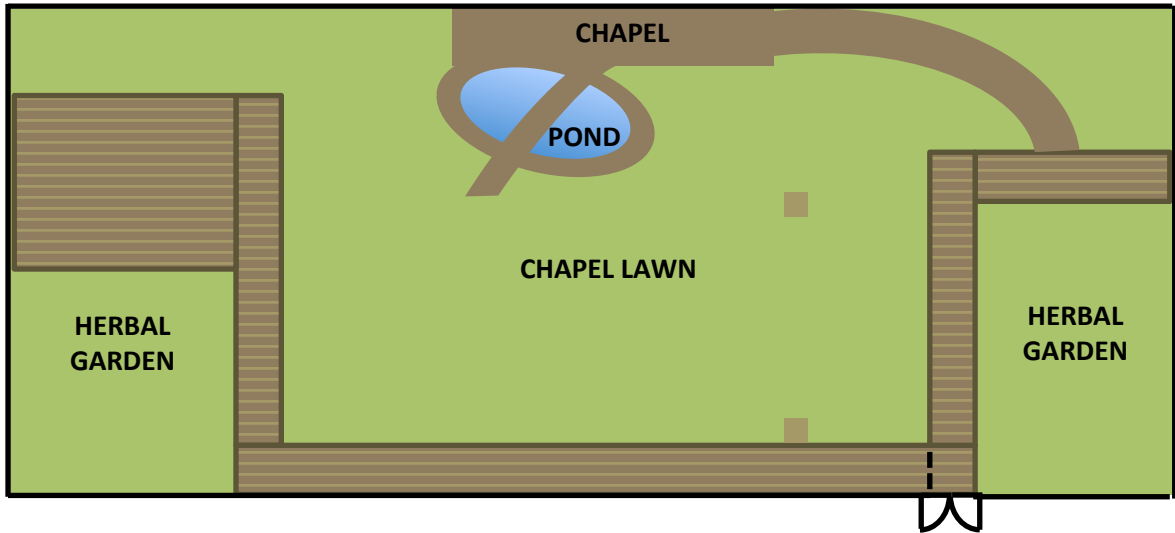 CHAPEL
POND
CHAPEL LAWN
HERBAL
GARDEN
HERBAL
GARDEN